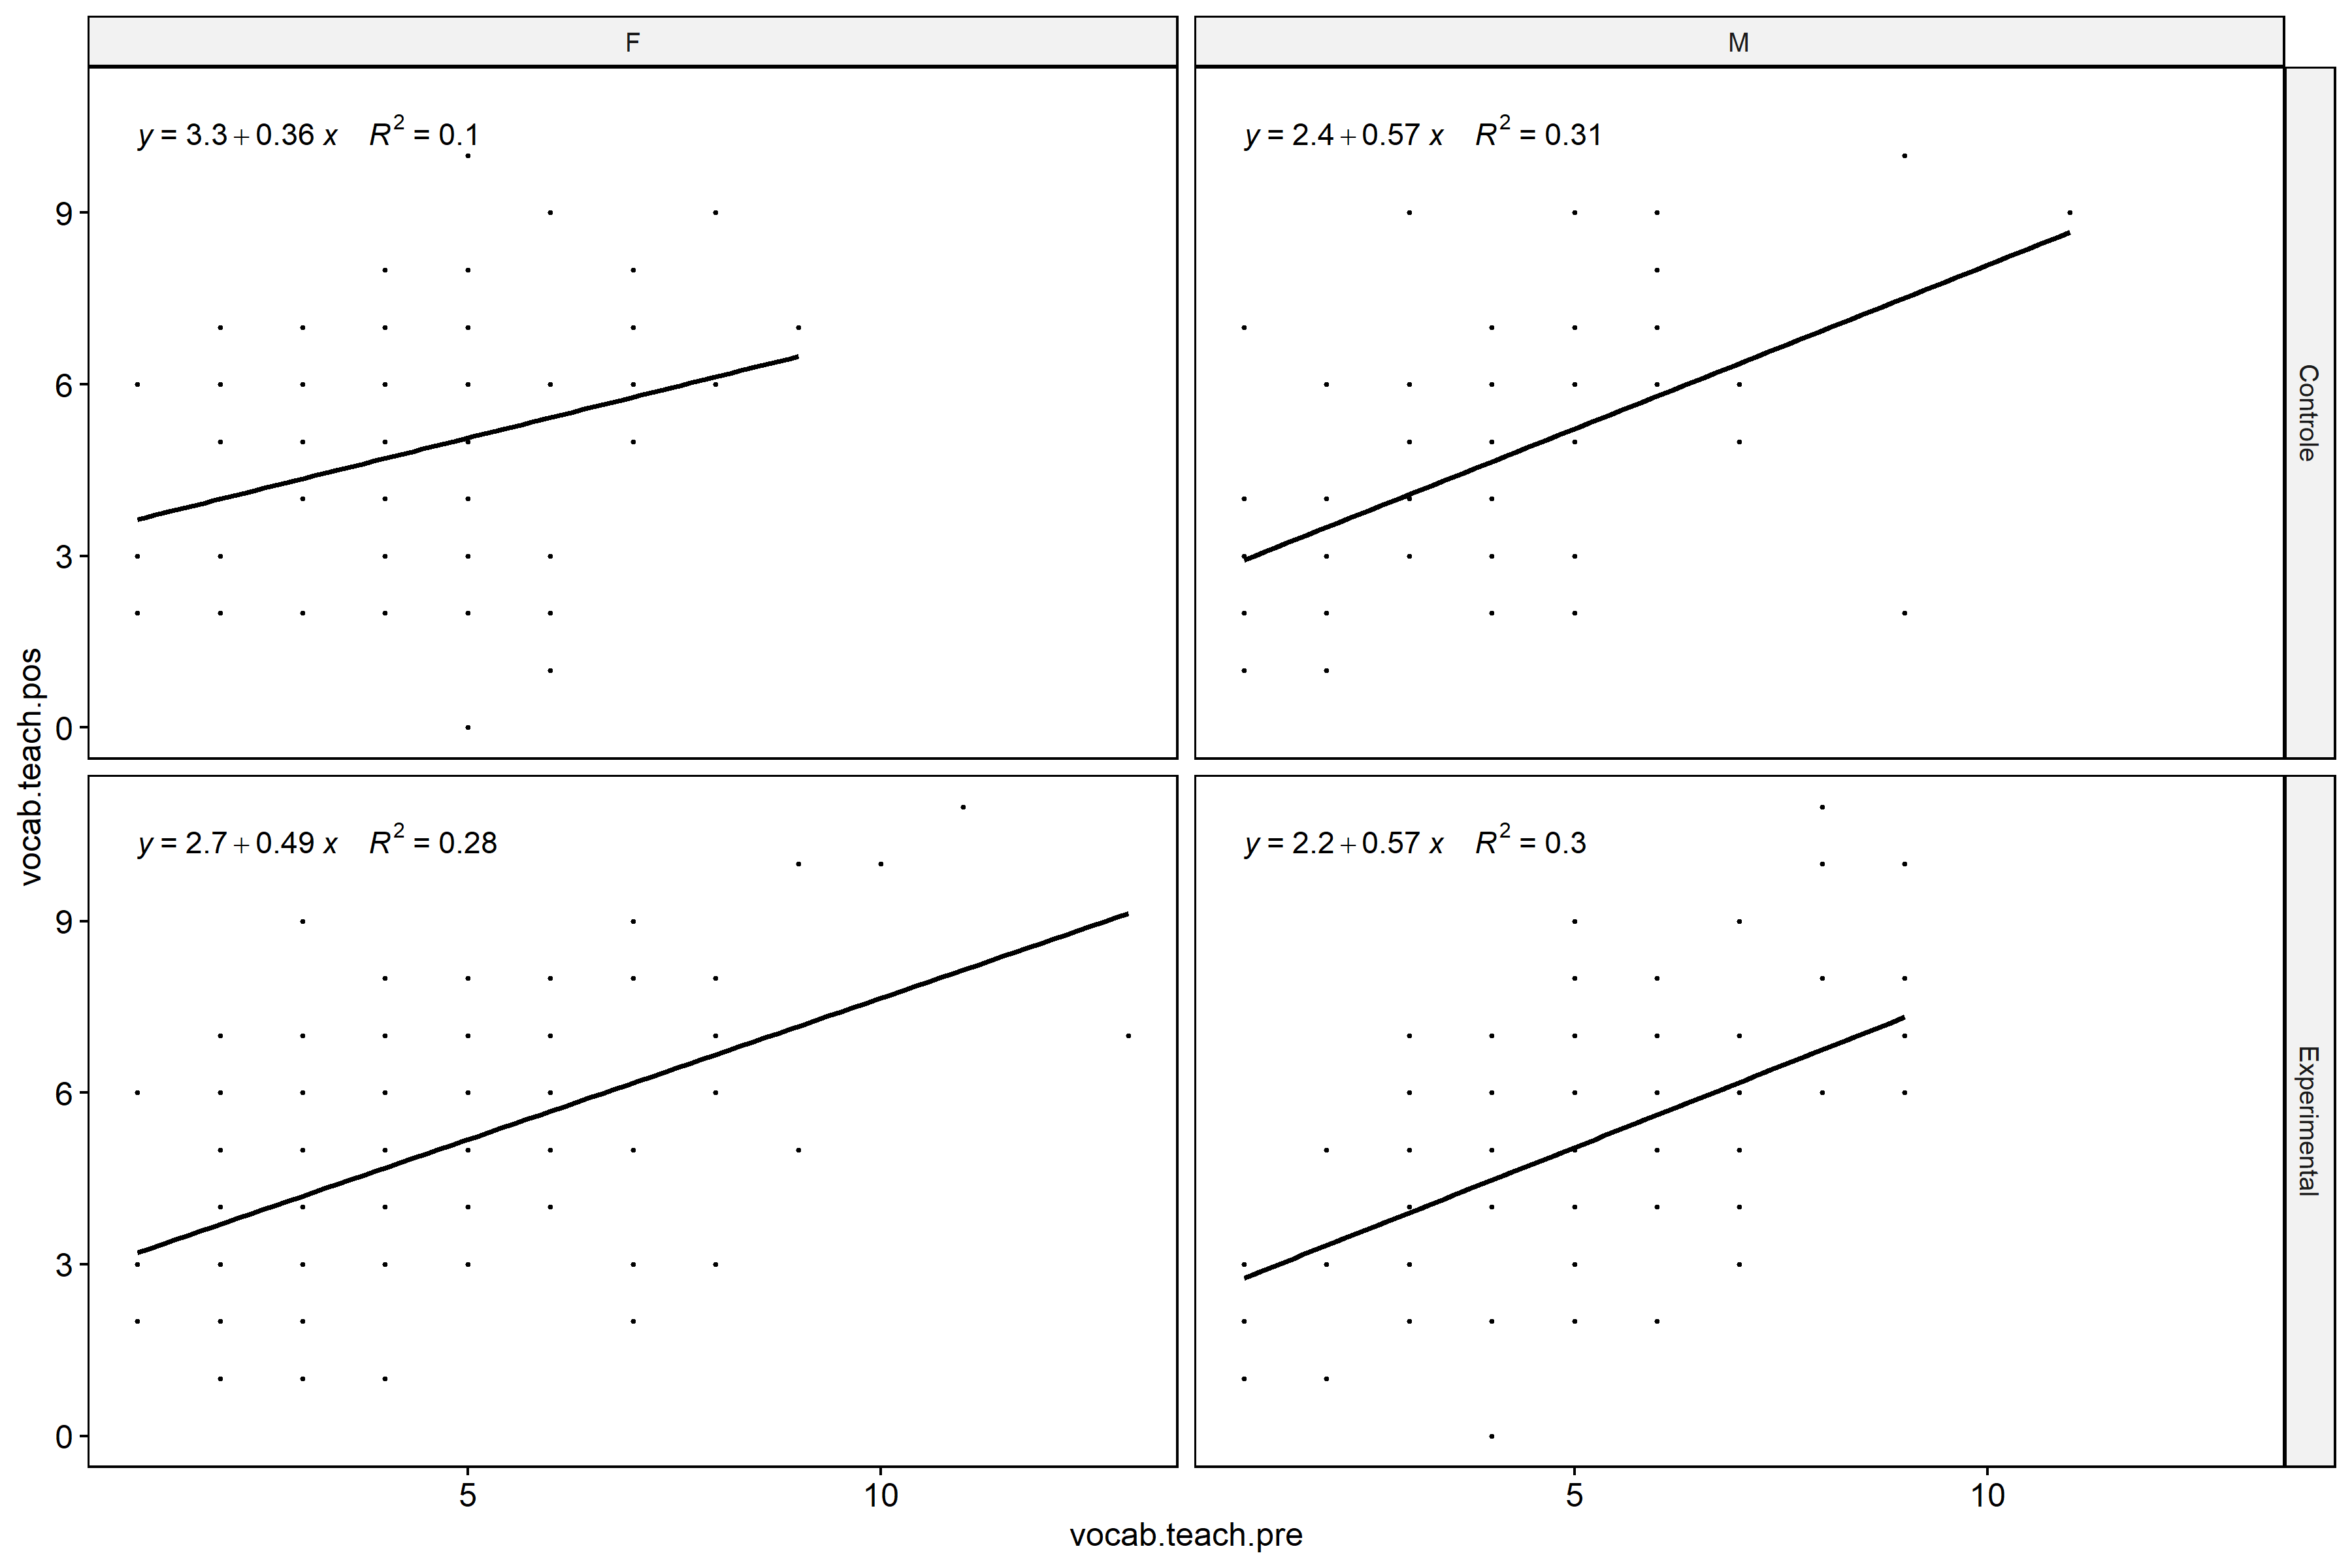 F
M
y = 3.3 + 0.36 x R² = 0.1
y = 2.4 + 0.57 x R² = 0.31
9
6
3
0
Controle
vocab.teach.pos
y = 2.7 + 0.49 x R² = 0.28
y = 2.2 + 0.57 x R² = 0.3
9
6
3
0
Experimental
5
10
5
10
vocab.teach.pre